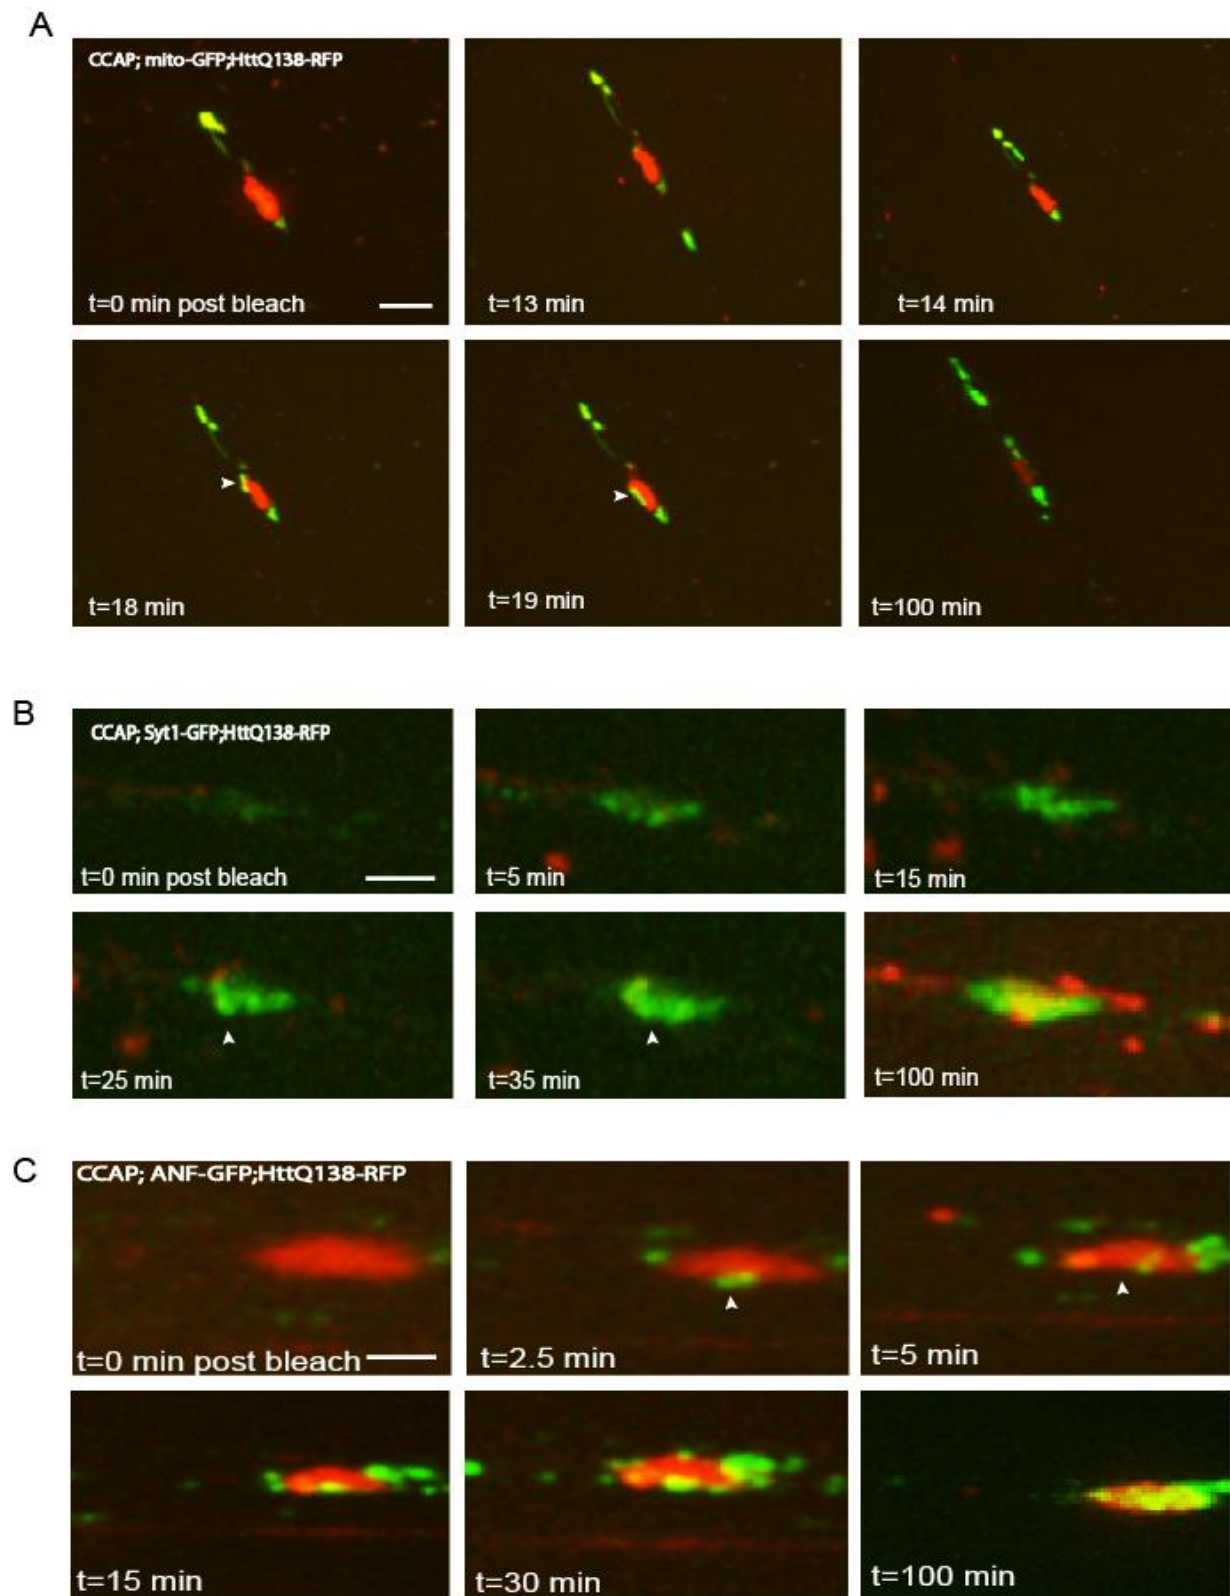 A
CCAP; mito-GFP;HttQ138-RFP
t=0 min post bleach
t=13 min
t=14 min
t=18 min
t=19 min
t=100 min
B
CCAP; Syt1-GFP;HttQ138-RFP
t=0 min post bleach
t=5 min
t=15 min
t=25 min
t=35 min
t=100 min
C
CCAP; ANF-GFP;HttQ138-RFP
t=0 min post bleach
t=2.5 min
t=5 min
t=15 min
t=30 min
t=100 min